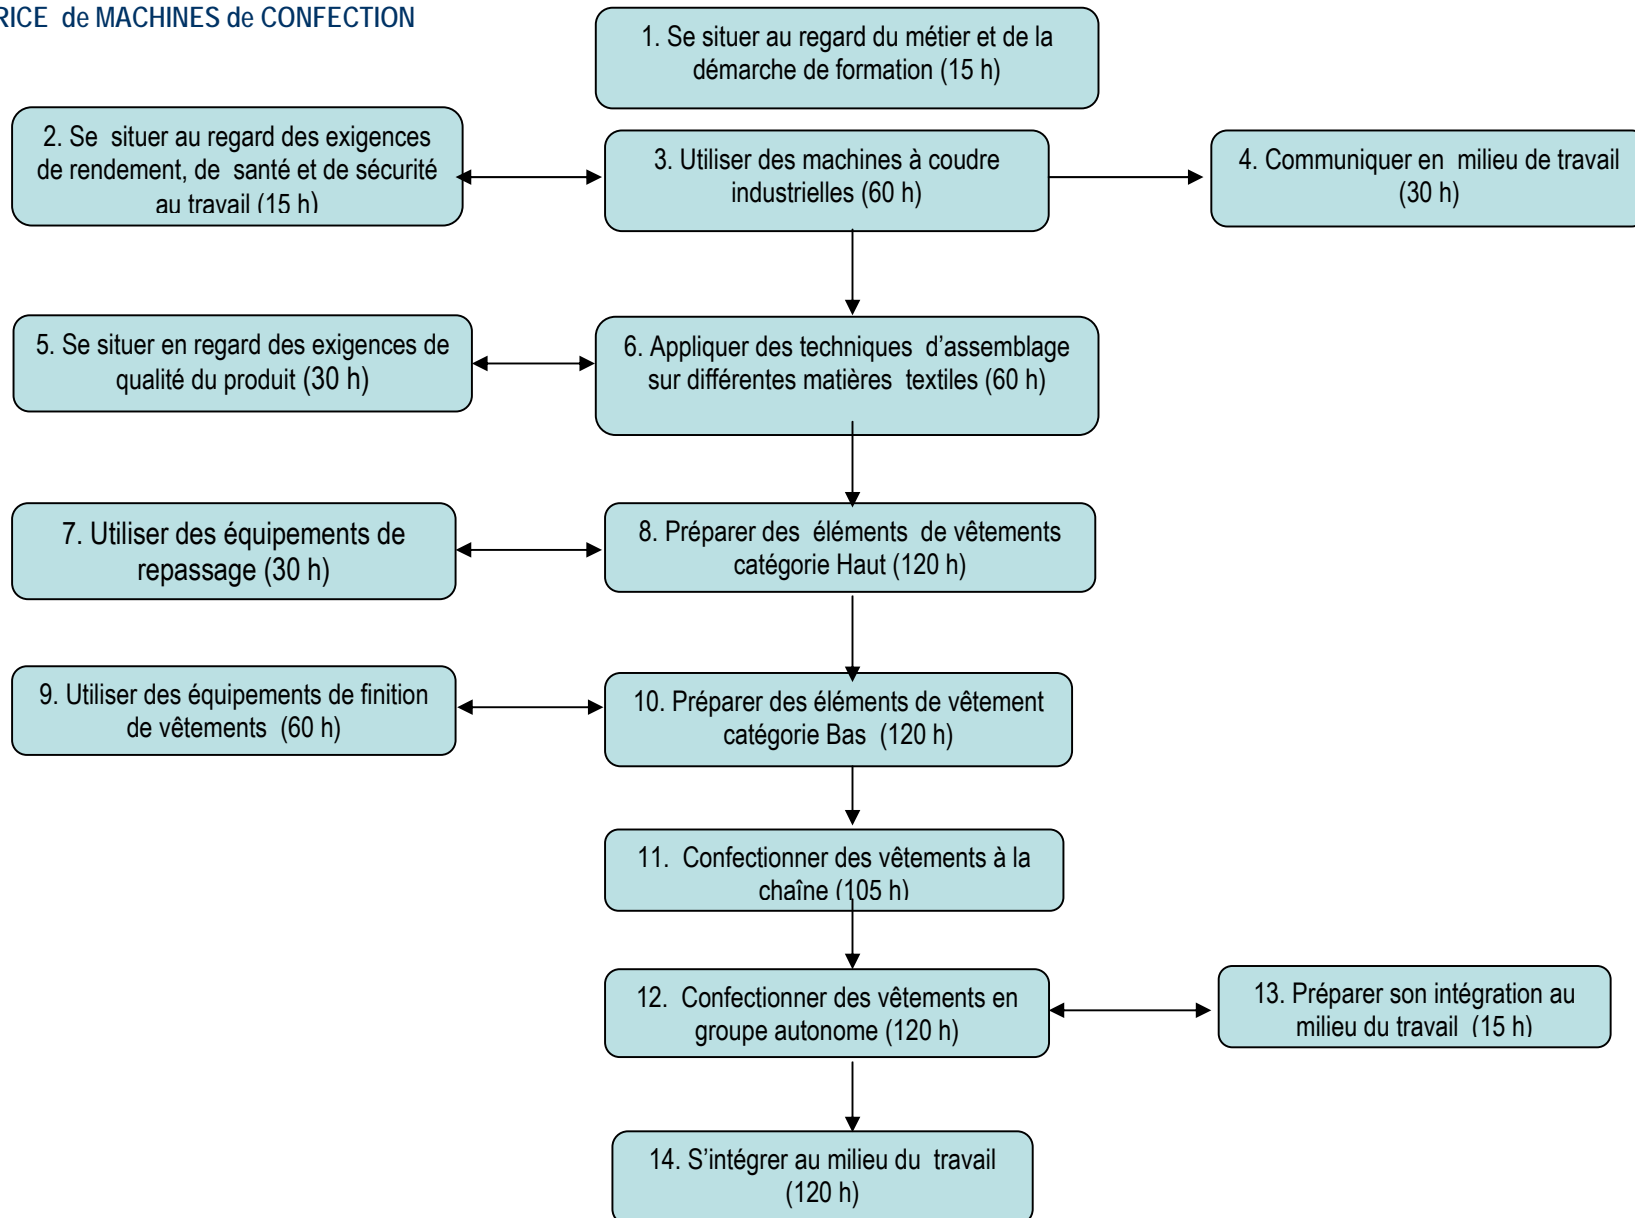 RICE de MACHINES de CONFECTION
1. Se situer au regard du métier et de la
démarche de formation (15 h)
2. Se situer au regard des exigences
de rendement, de santé et de sécurité
au travail (15 h)
3. Utiliser des machines à coudre
industrielles (60 h)
4. Communiquer en milieu de travail
(30 h)
5. Se situer en regard des exigences de
qualité du produit (30 h)
6. Appliquer des techniques d’assemblage
sur différentes matières textiles (60 h)
7. Utiliser des équipements de
repassage (30 h)
8. Préparer des éléments de vêtements
catégorie Haut (120 h)
9. Utiliser des équipements de finition
de vêtements (60 h)
10. Préparer des éléments de vêtement
catégorie Bas (120 h)
11. Confectionner des vêtements à la
chaîne (105 h)
12. Confectionner des vêtements en
groupe autonome (120 h)
13. Préparer son intégration au
milieu du travail (15 h)
14. S’intégrer au milieu du travail
(120 h)